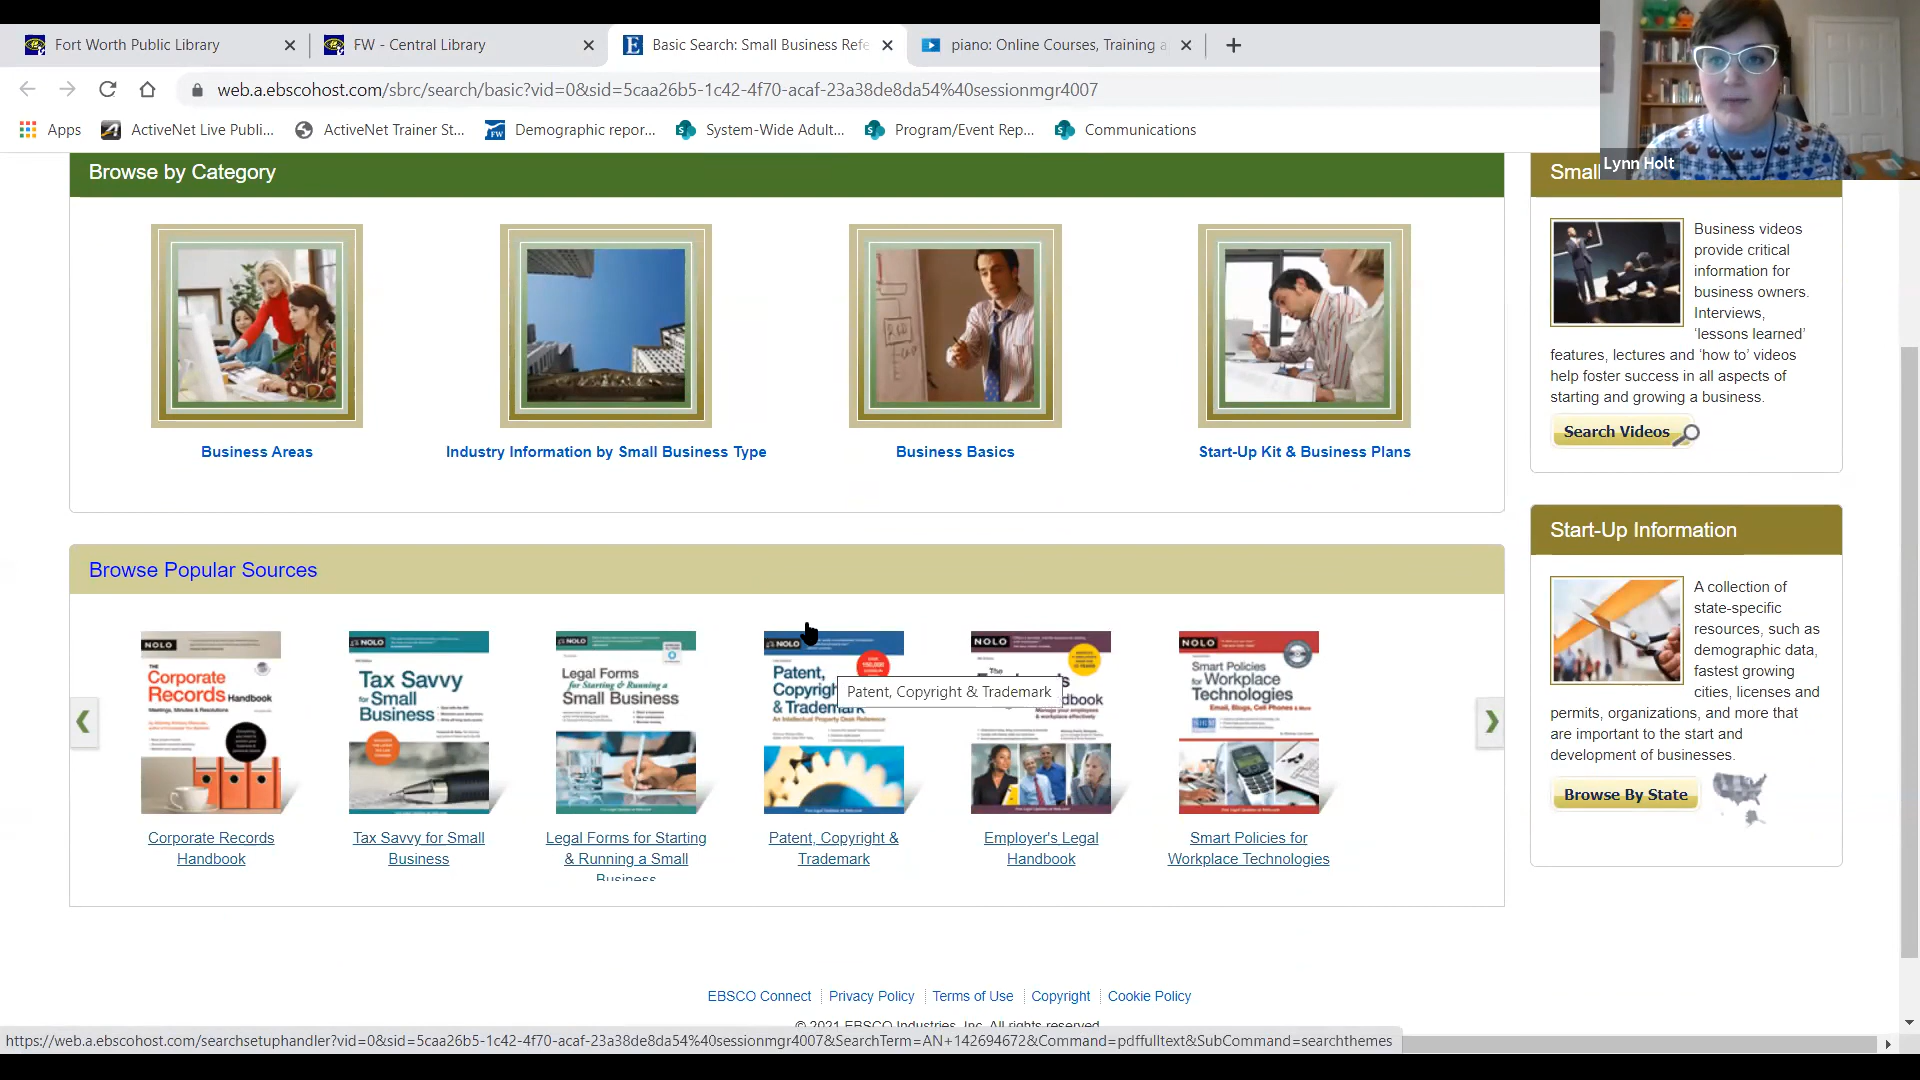 Fort Worth Public Library
FW - Central Library
Basic Search: Small Business Refe
piano: Online Courses, Training a
web.a.ebscohost.com/sbrc/search/basic?vid=0&sid=5caa26b5-1c42-4f70-acaf-23a38de8da54%40sessionmgr4007
Apps
ActiveNet Live Publi...
ActiveNet Trainer St...
Demographic repor...
System-Wide Adult...
Program/Event Rep...
Communications
Lynn Holt
Browse by Category
Small
Business Areas
Industry Information by Small Business Type
Business Basics
Start-Up Kit & Business Plans
Business videos
provide critical
information for
business owners.
Interviews,
‘lessons learned’
features, lectures and ‘how to’ videos
help foster success in all aspects of
starting and growing a business.
Search Videos
Browse Popular Sources
NOLO
THE
Corporate
Records Handbook
Meetings, Minutes & Resolutions
NOLO
Tax Savvy
for Small
Business
NOLO
Legal Forms
for Starting & Running a
Small Business
NOLO
Patent,
Copyrigh
& Tradem
An Intellectual Property Desk Reference
Patent, Copyright & Trademark
NOLO
The
s
dbook
Manage your employees
& workplace effectively
NOLO
Smart Policies
for Workplace
Technologies
Email, Blogs, Cell Phones & More
Corporate Records
Handbook
Tax Savvy for Small
Business
Legal Forms for Starting
& Running a Small
Business
Patent, Copyright &
Trademark
Employer's Legal
Handbook
Smart Policies for
Workplace Technologies
Start-Up Information
A collection of
state-specific
resources, such as
demographic data,
fastest growing
cities, licenses and
permits, organizations, and more that
are important to the start and
development of businesses.
Browse By State
EBSCO Connect
Privacy Policy
Terms of Use
Copyright
Cookie Policy
© 2021 EBSCO Industries, Inc. All rights reserved.
https://web.a.ebscohost.com/searchsetuphandler?vid=0&sid=5caa26b5-1c42-4f70-acaf-23a38de8da54%40sessionmgr4007&SearchTerm=AN+142694672&Command=pdffulltext&SubCommand=searchthemes